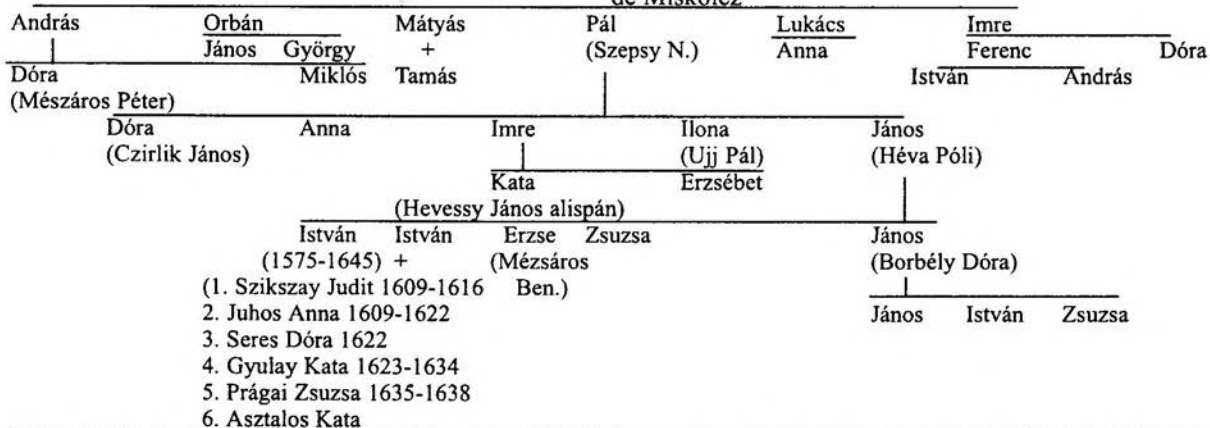 de Miskolcz
András Orbán Mátyás Pál Lukács Imre
János György + (Szepsy N.) Anna Ferenc Dóra
Dóra Miklós Tamás István András
(Mészáros Péter)
Dóra Anna Imre Ilona János
(Czirlik János) (Ujj Pál) (Héva Póli)
Kata Erzsébet
(Hevessy János alispán)
István István Erzse Zsuzsa János
(1575-1645) + (Mézsáros (Borbély Dóra)
(1. Szikszay Judit 1609-1616 Ben.)
2. Juhos Anna 1609-1622 János István Zsuzsa
3. Seres Dóra 1622
4. Gyulay Kata 1623-1634
5. Prágai Zsuzsa 1635-1638
6. Asztalos Kata